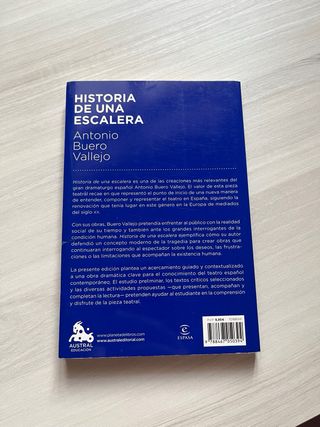 HISTORIA
DE UNA
ESCALERA
Antonio
Buero
Vallejo
Historia de una escalera es una de las creaciones más relevantes del
gran dramaturgo español Antonio Buero Vallejo. El valor de esta pieza
teatral recae en que representó el punto de inicio de una nueva manera
de entender, componer y representar el teatro en España, siguiendo
la renovación que tenía lugar en este género en la Europa de mediados
del siglo XX.
Con sus obras, Buero Vallejo pretendía enfrentar al público con la realidad
social de su tiempo y también ante los grandes interrogantes de la
condición humana. Historia de una escalera ejemplifica cómo su autor
defendió un concepto moderno de la tragedia para crear obras que
continuaran interrogando al espectador sobre los deseos, las frustra-
ciones o las limitaciones que acompañan la existencia humana.
La presente edición plantea un acercamiento guiado y contextualizado
a una obra dramática clave para el conocimiento del teatro español
contemporáneo. El estudio preliminar, los textos críticos seleccionados
y las diversas actividades propuestas —que presentan, acompañan y
completan la lectura— pretenden ayudar al estudiante en la comprensión
y disfrute de la pieza teatral.
AUSTRAL
EDUCACIÓN
www.planetadelibros.com
www.australeditorial.com
ESPASA
PVP 8,95 €
9 788467 050394